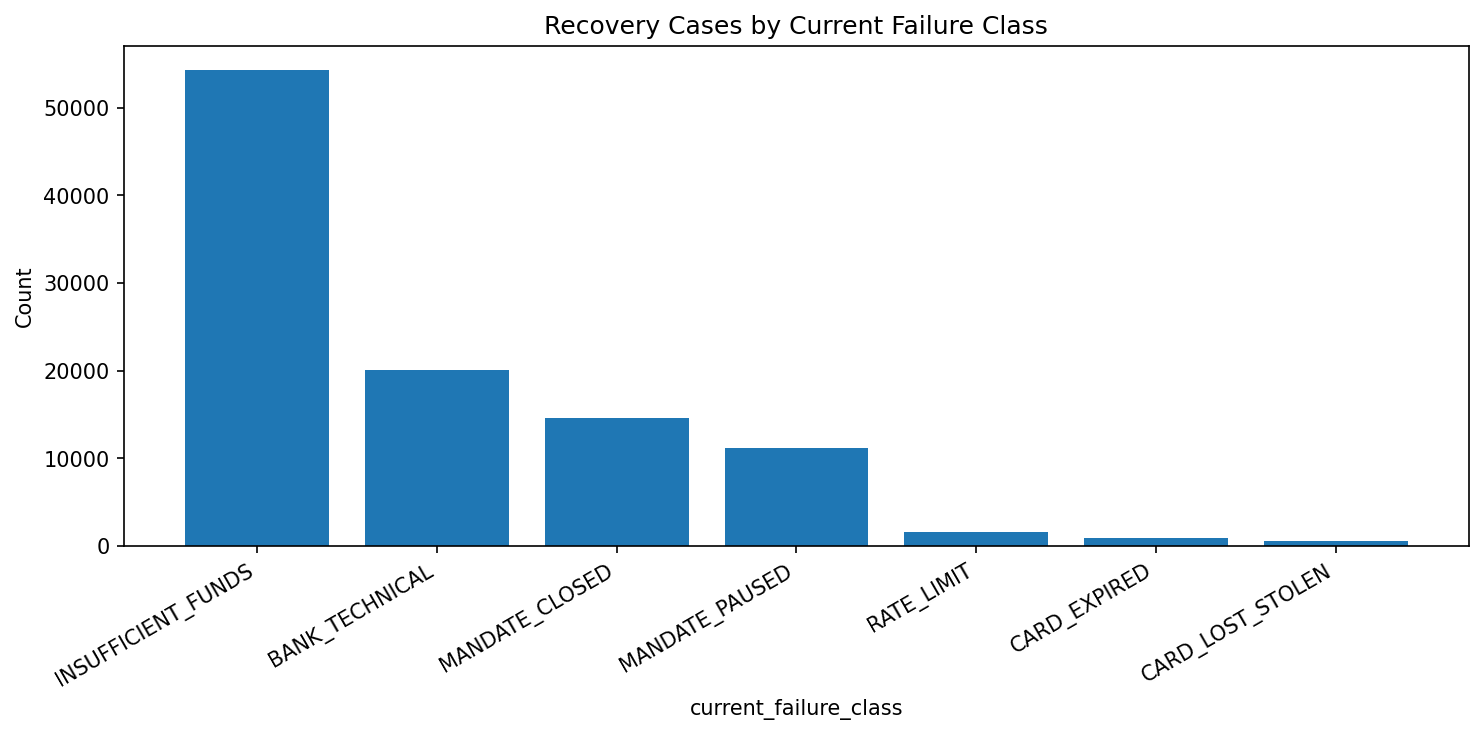 Recovery Cases by Current Failure Class
Count
50000
40000
30000
20000
10000
0
INSUFFICIENT_FUNDS
BANK_TECHNICAL
MANDATE_CLOSED
MANDATE_PAUSED
RATE_LIMIT
CARD_EXPIRED
CARD_LOST_STOLEN
current_failure_class